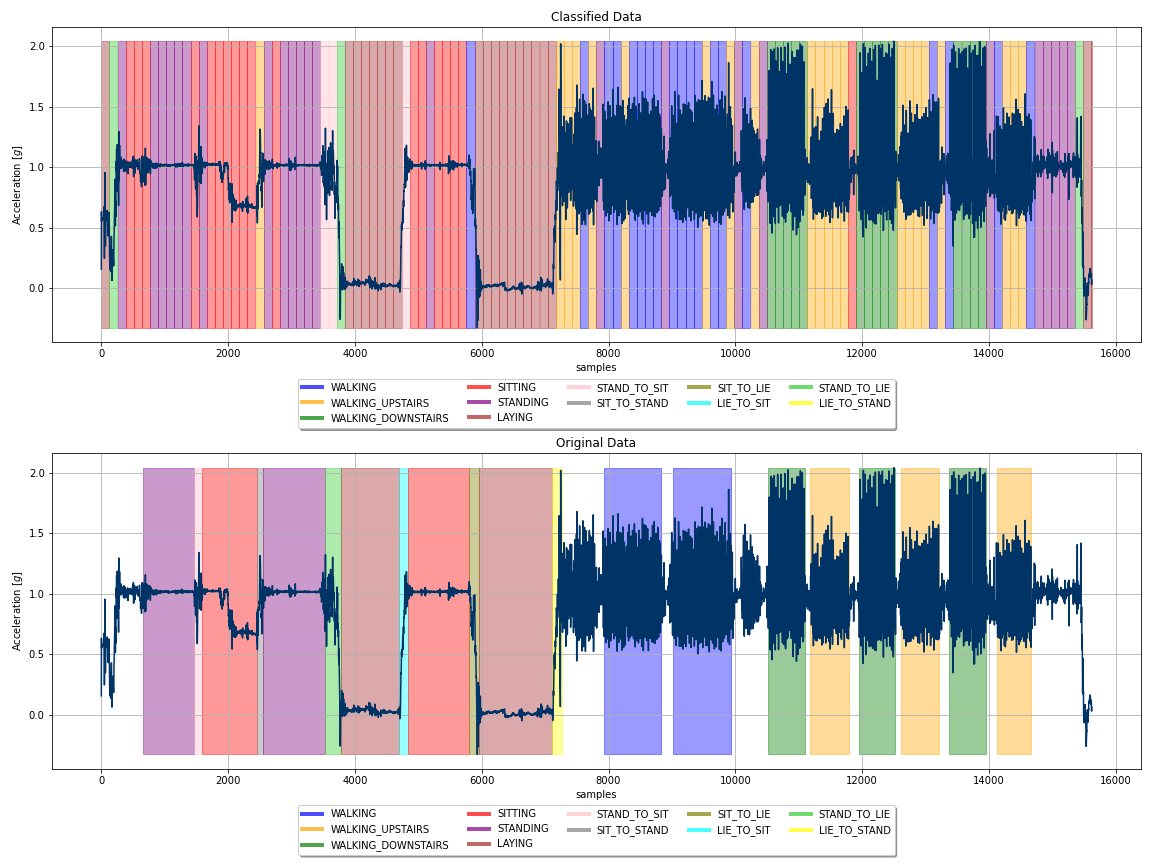 Classified Data
2.0
1.5
1.0
0.5
0.0
Acceleration [g]
0 2000 4000 6000 8000 10000 12000 14000 16000
samples
WALKING SITTING STAND_TO_SIT SIT_TO_LIE STAND_TO_LIE
WALKING_UPSTAIRS STANDING SIT_TO_STAND LIE_TO_SIT LIE_TO_STAND
WALKING_DOWNSTAIRS LAYING
Original Data
2.0
1.5
1.0
0.5
0.0
Acceleration [g]
0 2000 4000 6000 8000 10000 12000 14000 16000
samples
WALKING SITTING STAND_TO_SIT SIT_TO_LIE STAND_TO_LIE
WALKING_UPSTAIRS STANDING SIT_TO_STAND LIE_TO_SIT LIE_TO_STAND
WALKING_DOWNSTAIRS LAYING